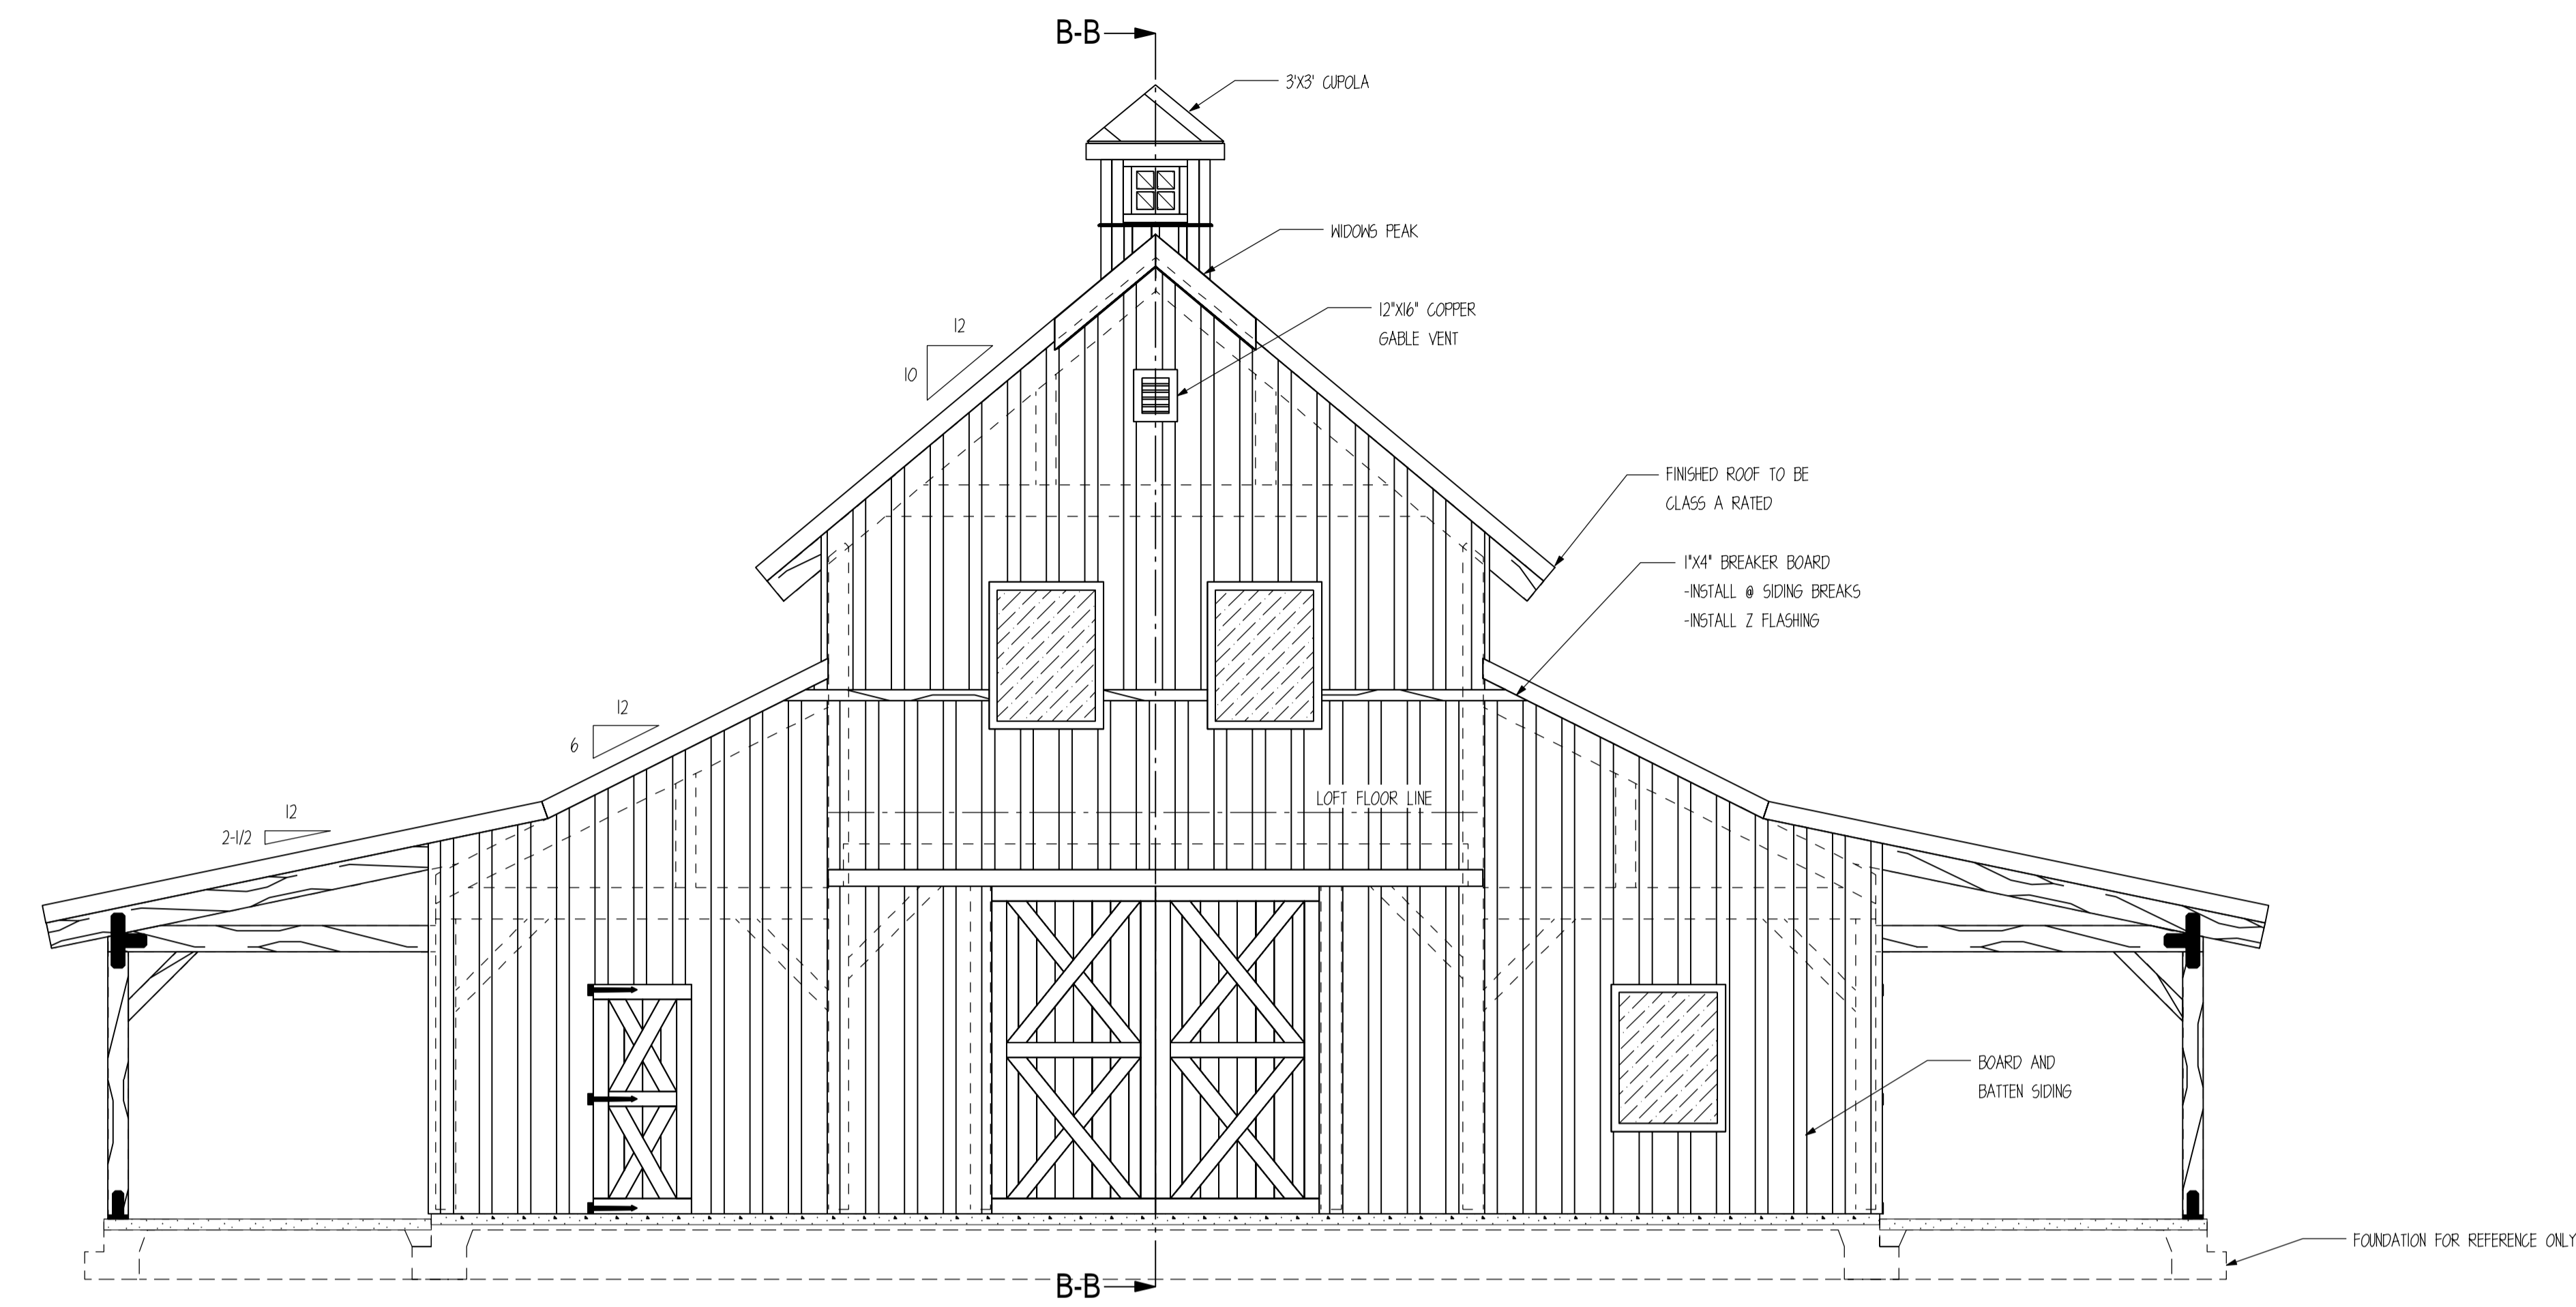 B-B
3'X3' CUPOLA
WIDOWS PEAK
12"X16" COPPER
GABLE VENT
12
10
FINISHED ROOF TO BE
CLASS A RATED
1"X4" BREAKER BOARD
-INSTALL @ SIDING BREAKS
-INSTALL Z FLASHING
12
6
LOFT FLOOR LINE
12
2-1/2
BOARD AND
BATTEN SIDING
FOUNDATION FOR REFERENCE ONLY
B-B